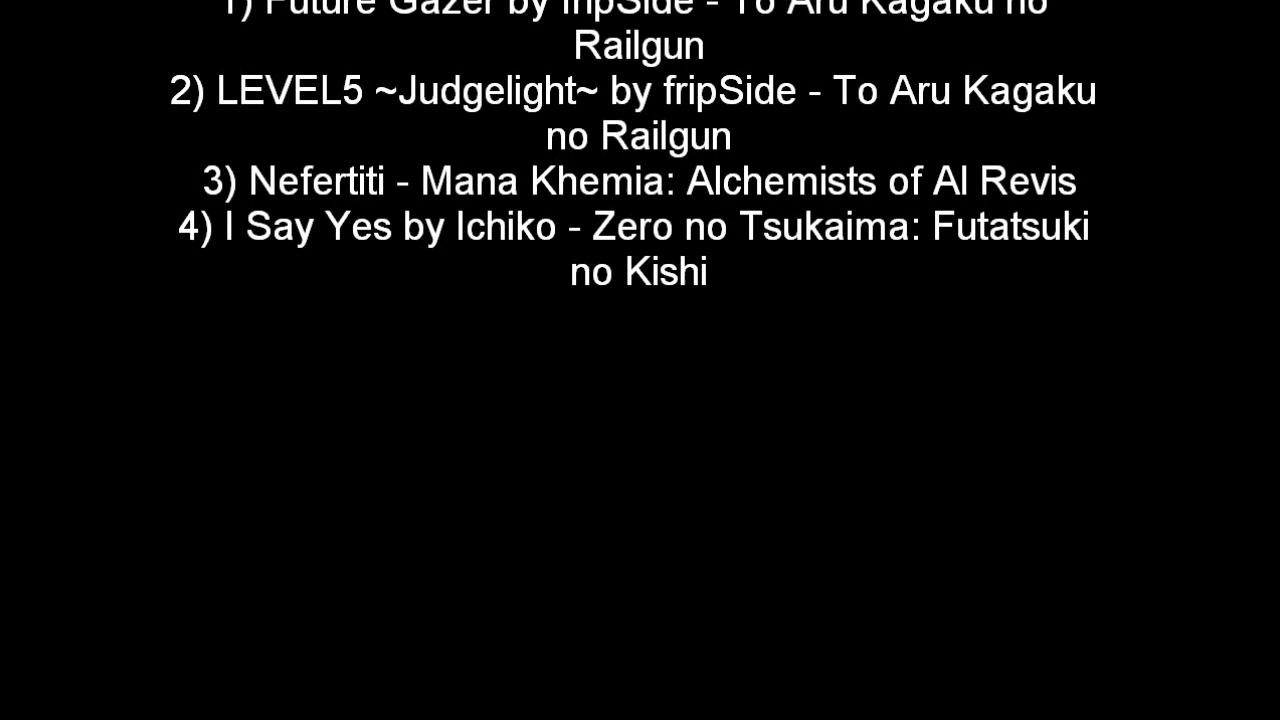 1) Future Gazer by fripSide - To Aru Kagaku no
Railgun
2) LEVEL5 ~Judgelight~ by fripSide - To Aru Kagaku
no Railgun
3) Nefertiti - Mana Khemia: Alchemists of Al Revis
4) I Say Yes by Ichiko - Zero no Tsukaima: Futatsuki
no Kishi